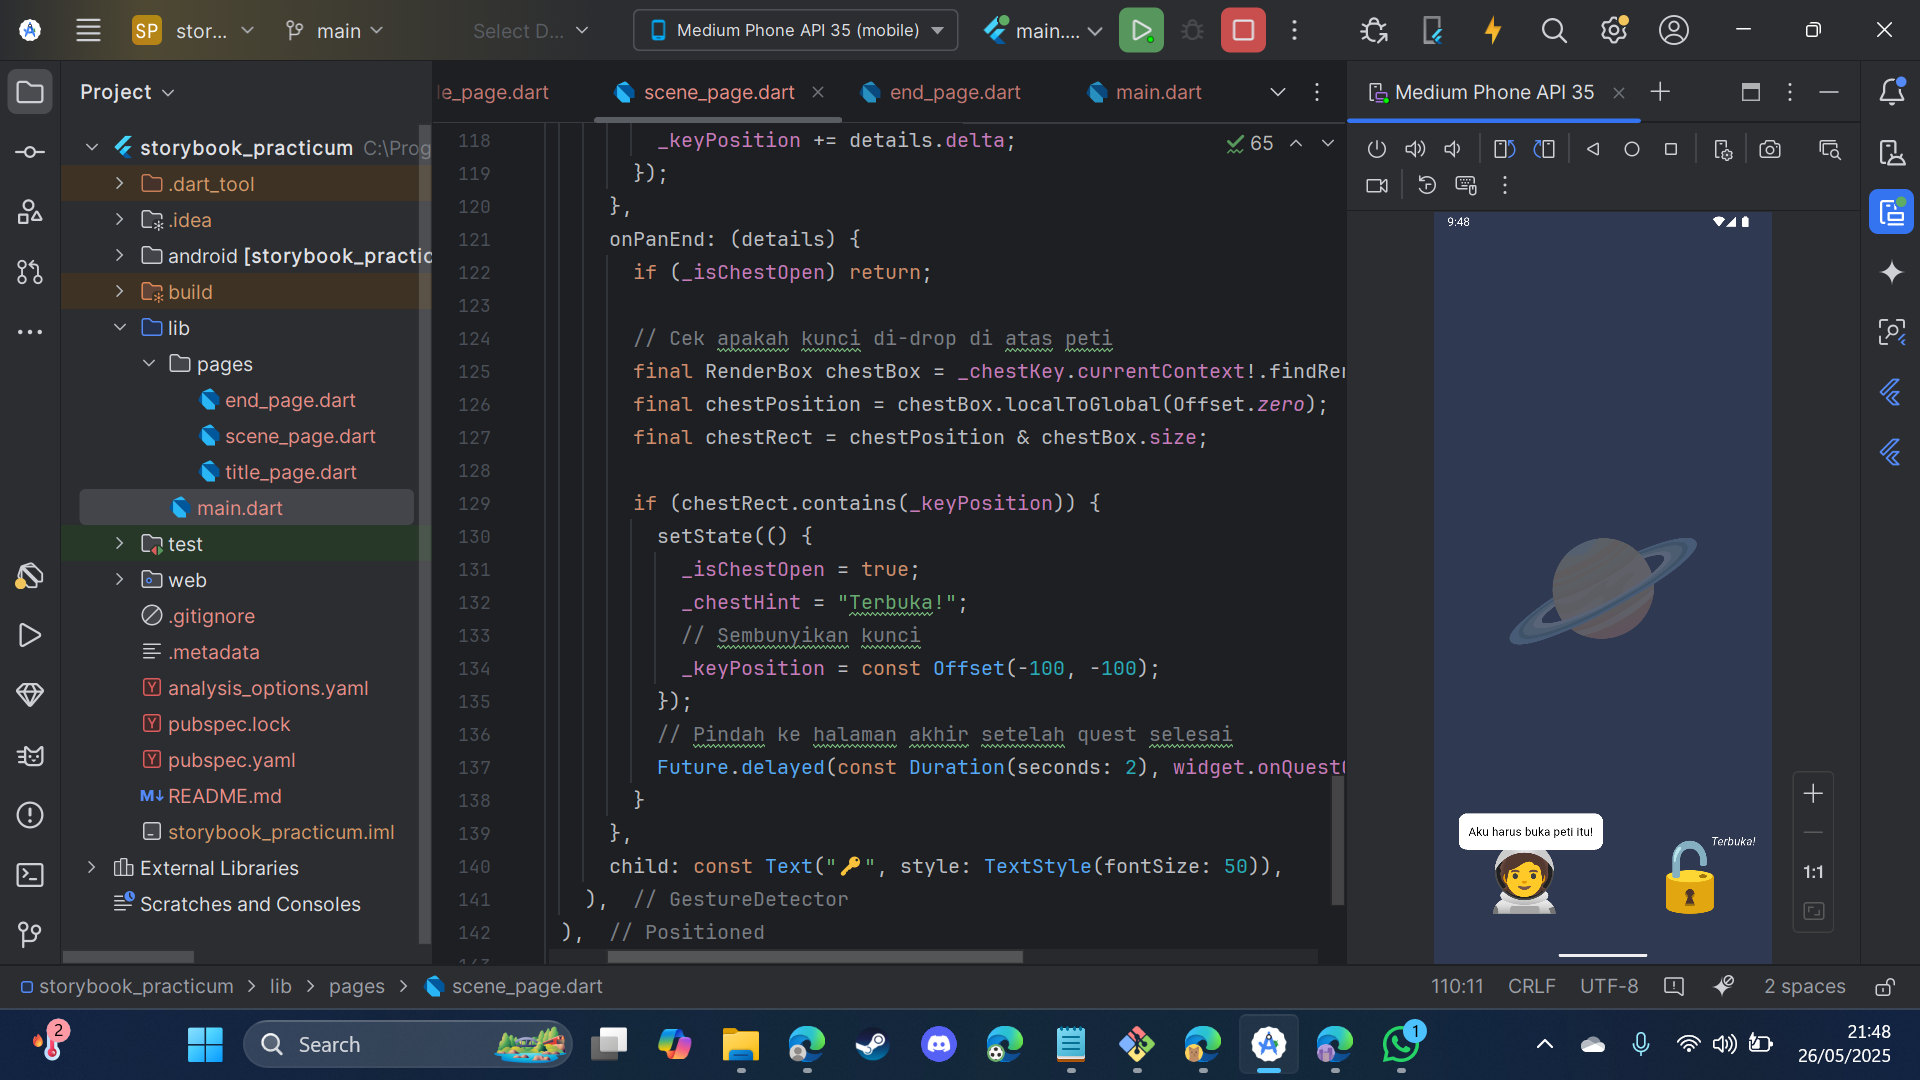 SP
stor...
main
Select D...
Medium Phone API 35 (mobile)
main....
Project
le_page.dart
scene_page.dart
end_page.dart
main.dart
Medium Phone API 35
storybook_practicum C:\Prog
.dart_tool
.idea
android [storybook_practic
build
lib
pages
end_page.dart
scene_page.dart
title_page.dart
main.dart
test
web
.gitignore
.metadata
analysis_options.yaml
pubspec.lock
pubspec.yaml
README.md
storybook_practicum.iml
External Libraries
Scratches and Consoles
65
118 _keyPosition += details.delta;
119 });
120 },
121 onPanEnd: (details) {
122 if (_isChestOpen) return;
123
124 // Cek apakah kunci di-drop di atas peti
125 final RenderBox chestBox = _chestKey.currentContext!.findRe
126 final chestPosition = chestBox.localToGlobal(Offset.zero);
127 final chestRect = chestPosition & chestBox.size;
128
129 if (chestRect.contains(_keyPosition)) {
130 setState(() {
131 _isChestOpen = true;
132 _chestHint = "Terbuka!";
133 // Sembunyikan kunci
134 _keyPosition = const Offset(-100, -100);
135 });
136 // Pindah ke halaman akhir setelah quest selesai
137 Future.delayed(const Duration(seconds: 2), widget.onQuest
138 }
139 },
140 child: const Text("🔑", style: TextStyle(fontSize: 50)),
141 ), // GestureDetector
142 ), // Positioned
9:48
Aku harus buka peti itu!
Terbuka!
1:1
storybook_practicum > lib > pages > scene_page.dart
110:11 CRLF UTF-8 2 spaces
2
Search
1
21:48
26/05/2025